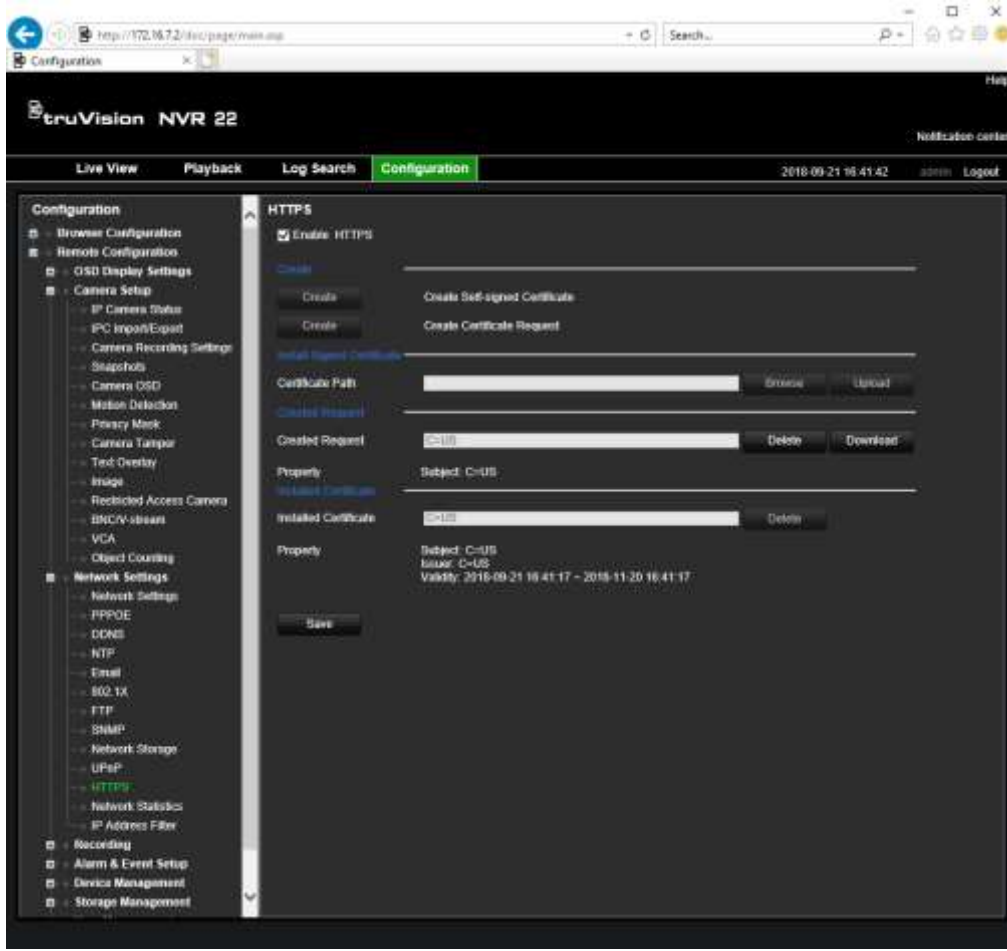 http://172.16.7.2/doc/page/main.asp
Search...
Configuration
Help
truVision NVR 22
Notification center
Live View Playback Log Search Configuration 2018-09-21 16:41:42 admin Logout
Configuration
Browser Configuration
Remote Configuration
OSD Display Settings
Camera Setup
IP Camera Status
IPC Import/Export
Camera Recording Settings
Snapshots
Camera OSD
Motion Detection
Privacy Mask
Camera Tamper
Text Overlay
Image
Restricted Access Camera
BNC/V-stream
VCA
Object Counting
Network Settings
Network Settings
PPPOE
DDNS
NTP
Email
802.1X
FTP
SNMP
Network Storage
UPnP
HTTPS
Network Statistics
IP Address Filter
Recording
Alarm & Event Setup
Device Management
Storage Management
HTTPS
Enable HTTPS
Create
Create Create Self-signed Certificate
Create Create Certificate Request
Install Signed Certificate
Certificate Path Browse Upload
Created Request
Created Request C=US Delete Download
Property Subject: C=US
Installed Certificate
Installed Certificate C=US Delete
Property Subject: C=US
Issuer: C=US
Validity: 2018-09-21 16:41:17 ~ 2018-11-20 16:41:17
Save